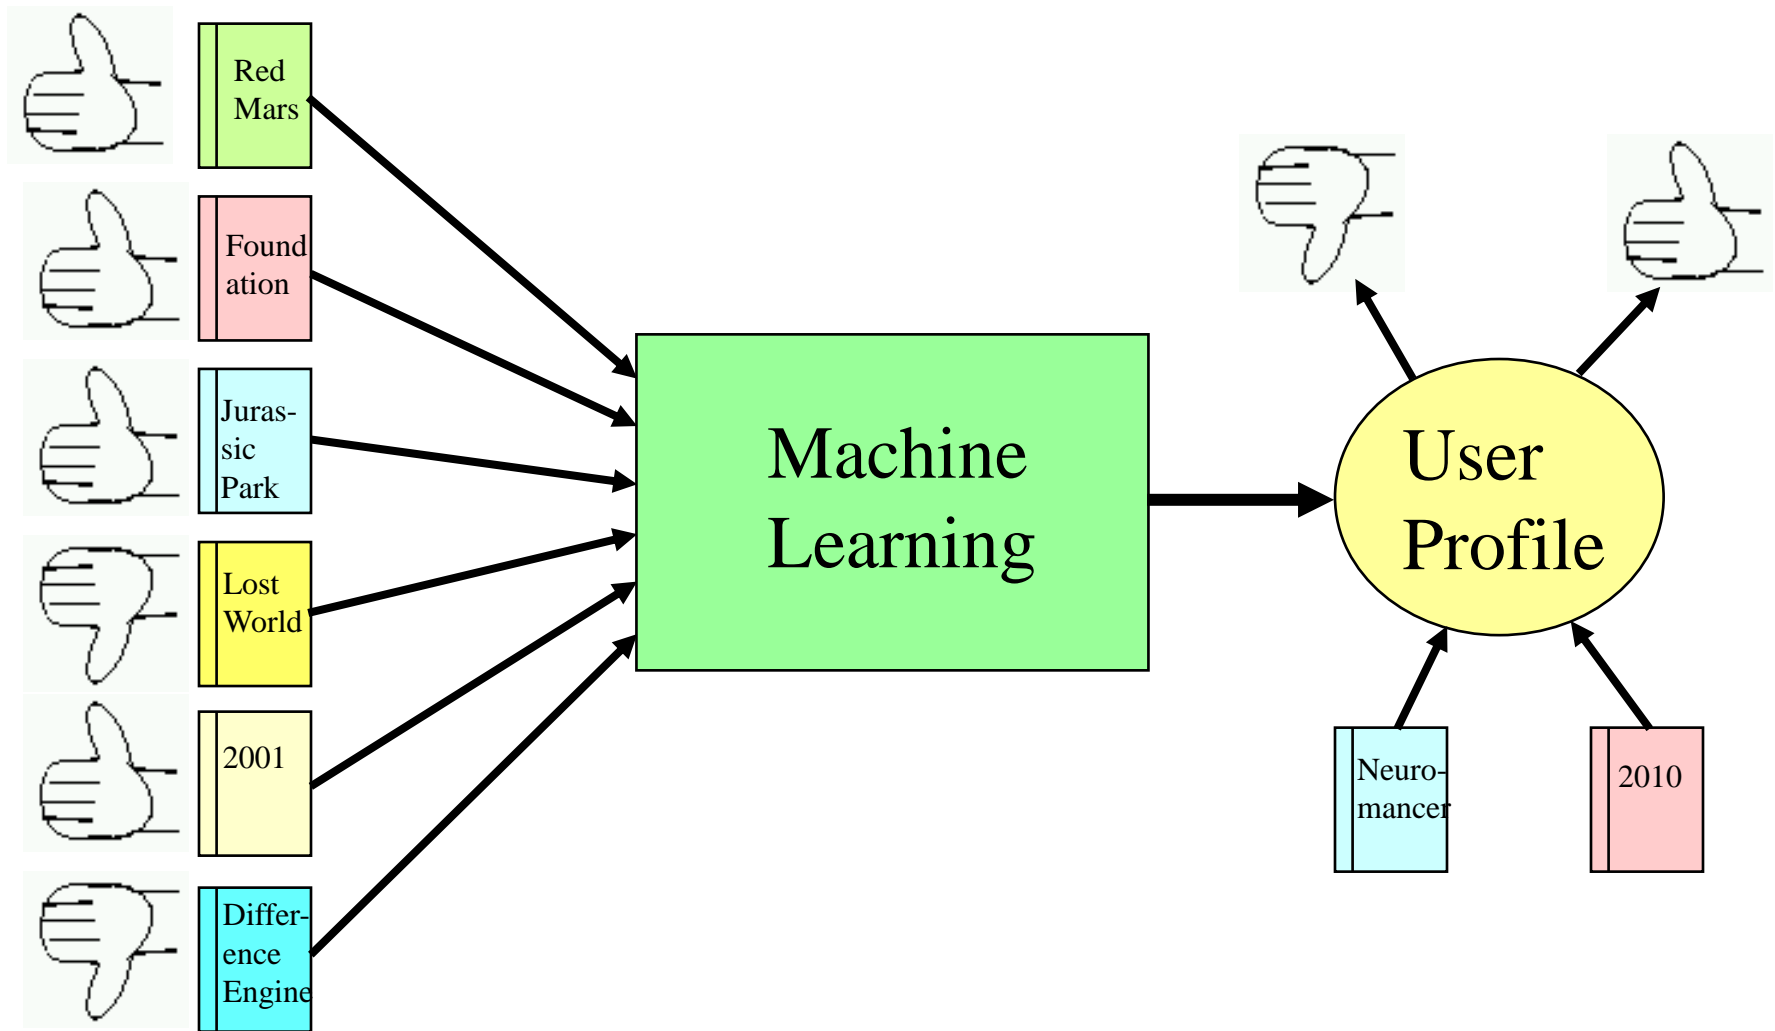 Red
Mars
Found
ation
Juras-
sic
Park
Lost
World
2001
Differ-
ence
Engine
Machine
Learning
User
Profile
Neuro-
mancer
2010